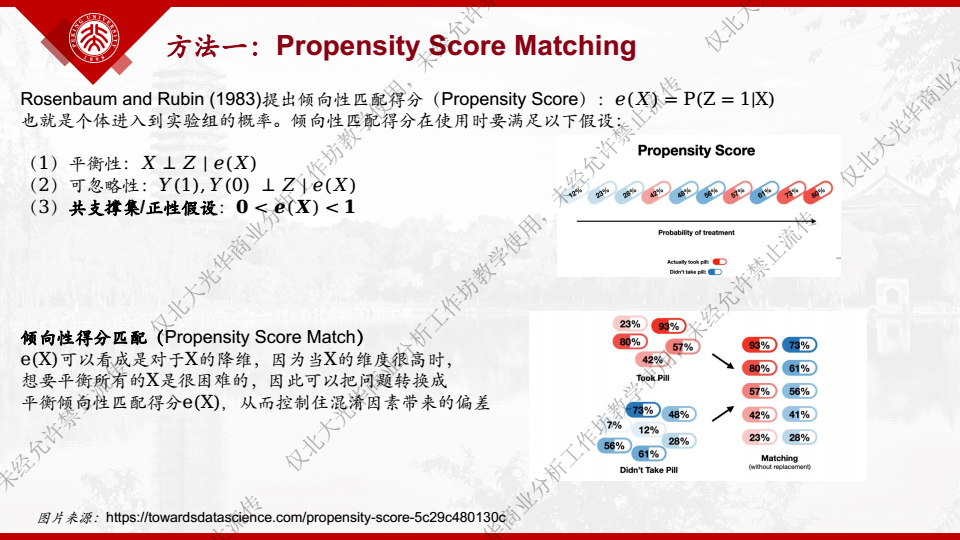 方法一：Propensity Score Matching
Rosenbaum and Rubin (1983)提出倾向性匹配得分（Propensity Score）: e(X) = P(Z = 1|X)
也就是个体进入到实验组的概率。倾向性匹配得分在使用时要满足以下假设：
（1）平衡性：X ⊥ Z | e(X)
（2）可忽略性：Y(1), Y(0) ⊥ Z | e(X)
（3）共支撑集/正性假设：0 < e(X) < 1
Propensity Score
12% 23% 28% 42% 48% 56% 57% 61% 73% 80%
Probability of treatment
Actually took pill:
Didn't take pill:
倾向性得分匹配（Propensity Score Match）
e(X)可以看成是对于X的降维，因为当X的维度很高时，
想要平衡所有的X是很困难的，因此可以把问题转换成
平衡倾向性匹配得分e(X)，从而控制住混淆因素带来的偏差
23% 93%
80% 57%
42%
Took Pill
73% 48%
7% 12%
56% 28%
61%
Didn't Take Pill
93% 73%
80% 61%
57% 56%
42% 41%
23% 28%
Matching
(without replacement)
图片来源：https://towardsdatascience.com/propensity-score-5c29c480130c
仅北大光华商业分析工作坊教学使用，未经允许禁止流传